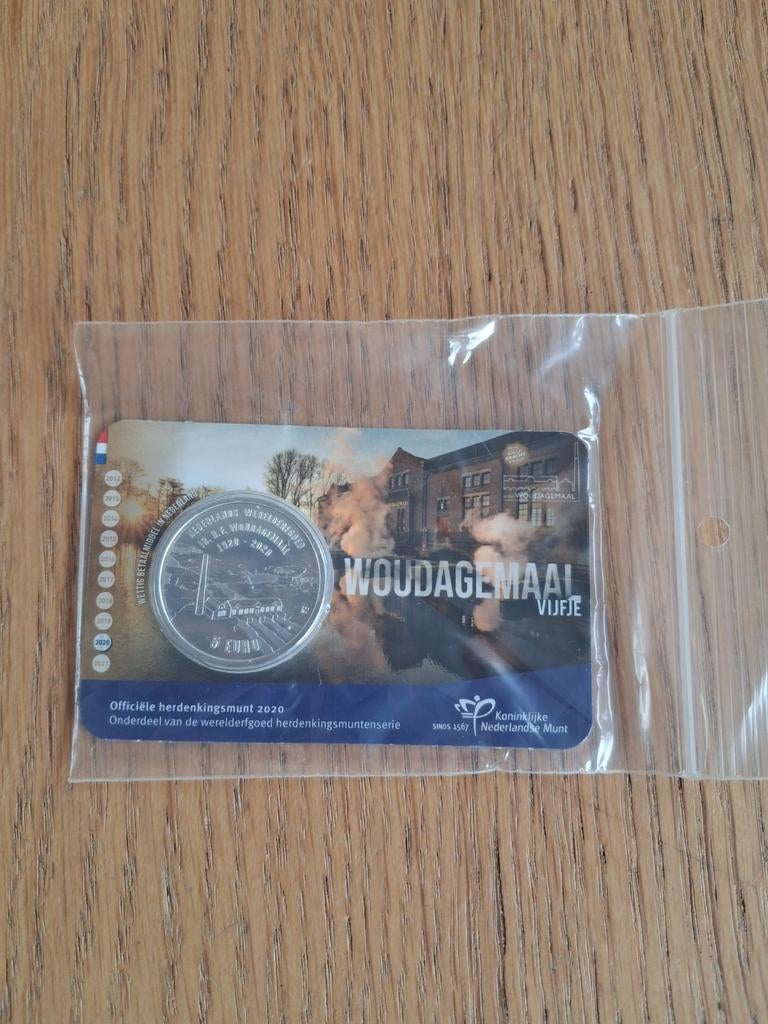 2012
2013
2014
2015
2016
2017
2018
2019
2020
2021
WETTIG BETAALMIDDEL IN NEDERLAND
NEDERLANDS WERELDERFGOED
IR. D.F. WOUDAGEMAAL
1920 - 2020
5 EURO
WOUDAGEMAAL
WOUDAGEMAAL
VIJFJE
Officiële herdenkingsmunt 2020
Onderdeel van de werelderfgoed herdenkingsmuntenserie
SINDS 1567
Koninklijke
Nederlandse Munt